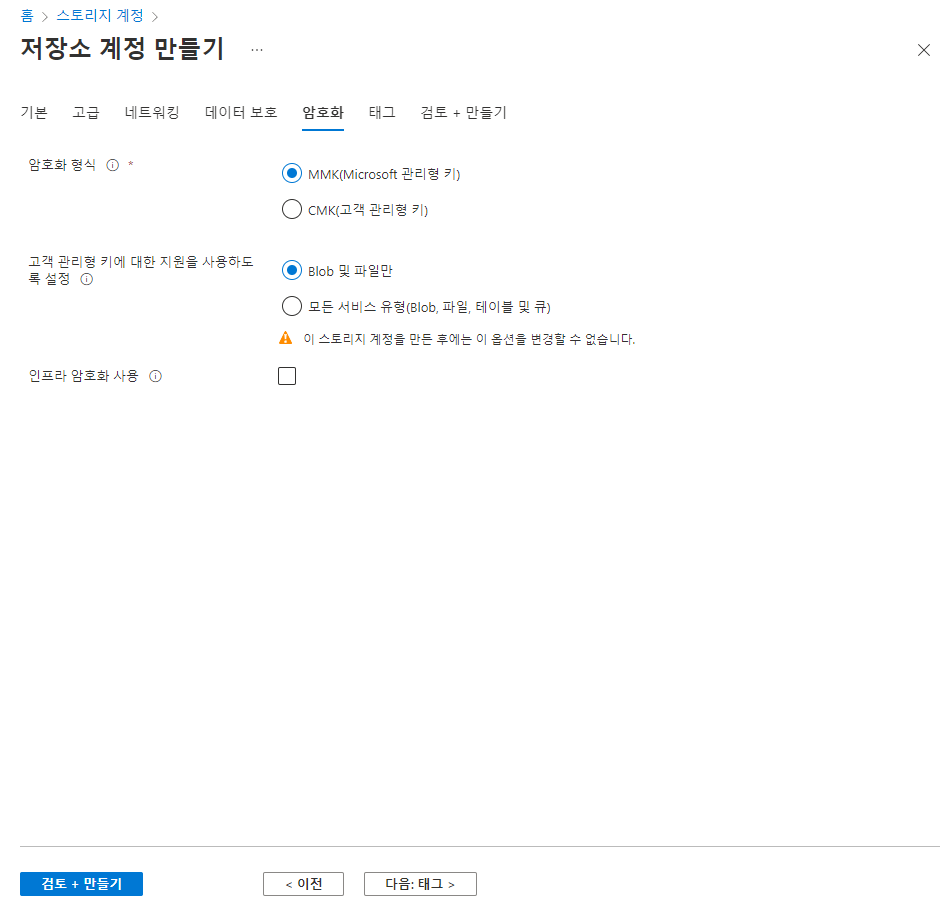 홈 > 스토리지 계정 >
저장소 계정 만들기 ...
기본 고급 네트워킹 데이터 보호 암호화 태그 검토 + 만들기
암호화 형식 *
MMK(Microsoft 관리형 키)
CMK(고객 관리형 키)
고객 관리형 키에 대한 지원을 사용하도
록 설정
Blob 및 파일만
모든 서비스 유형(Blob, 파일, 테이블 및 큐)
이 스토리지 계정을 만든 후에는 이 옵션을 변경할 수 없습니다.
인프라 암호화 사용
검토 + 만들기 < 이전 다음: 태그 >